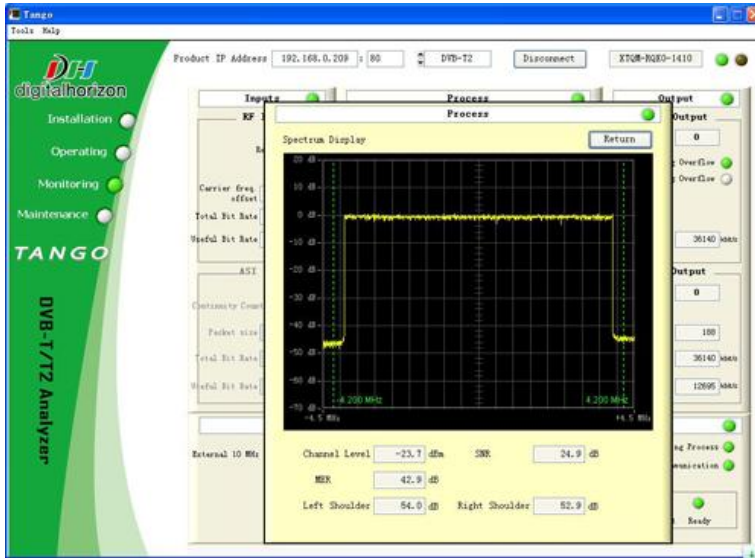 Tango
Tools Help
Product IP Address 192.168.0.209 : 80 DVB-T2 Disconnect XTQM-RQKO-1410
DH
digitalhorizon
Installation
Operating
Monitoring
Maintenance
TANGO
DVB-T/T2 Analyzer
Inputs Process Output
Process
RF
Output
Spectrum Display Return
0
Overflow
Overflow
Carrier freq.
offset
Total Bit Rate
Useful Bit Rate
36140 kbit/s
20 dB
10 dB
0 dB
-10 dB
-20 dB
-30 dB
-40 dB
-50 dB
-60 dB
-70 dB
-4.200 MHz 4.200 MHz
-4.5 MHz +4.5 MHz
ASI
Output
0
Continuity Count
Packet size
188
Total Bit Rate
36140 kbit/s
Useful Bit Rate
12695 kbit/s
External 10 MHz
Channel Level -23.7 dBm SNR 24.9 dB
MER 42.9 dB
Left Shoulder 54.0 dB Right Shoulder 52.9 dB
Process
Ready